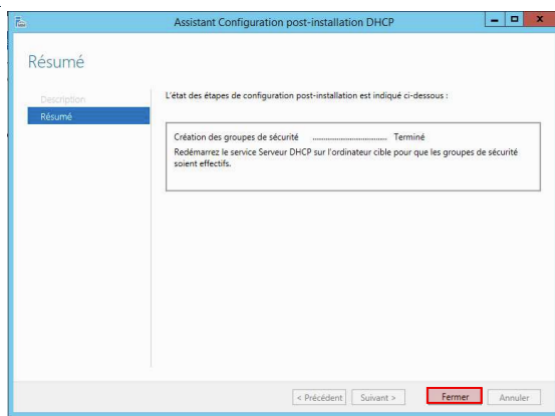 Assistant Configuration post-installation DHCP
Résumé
Description
Résumé
L'état des étapes de configuration post-installation est indiqué ci-dessous :
Création des groupes de sécurité ................................ Terminé
Redémarrez le service Serveur DHCP sur l'ordinateur cible pour que les groupes de sécurité
soient effectifs.
< Précédent Suivant > Fermer Annuler